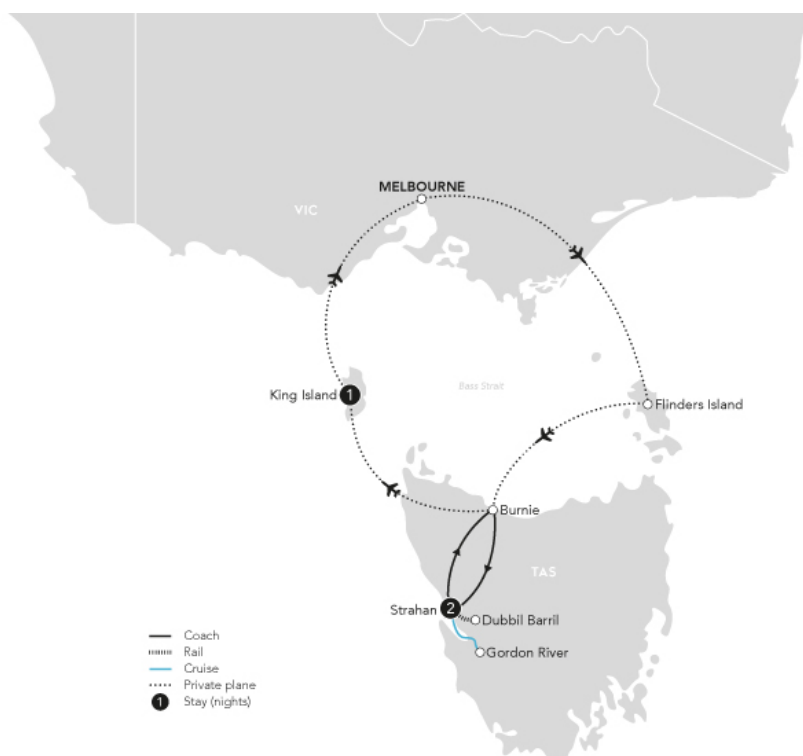 MELBOURNE
VIC
King Island
1
Bass Strait
Flinders Island
Burnie
TAS
Strahan
2
Dubbil Barril
Gordon River
Coach
Rail
Cruise
Private plane
1
Stay (nights)